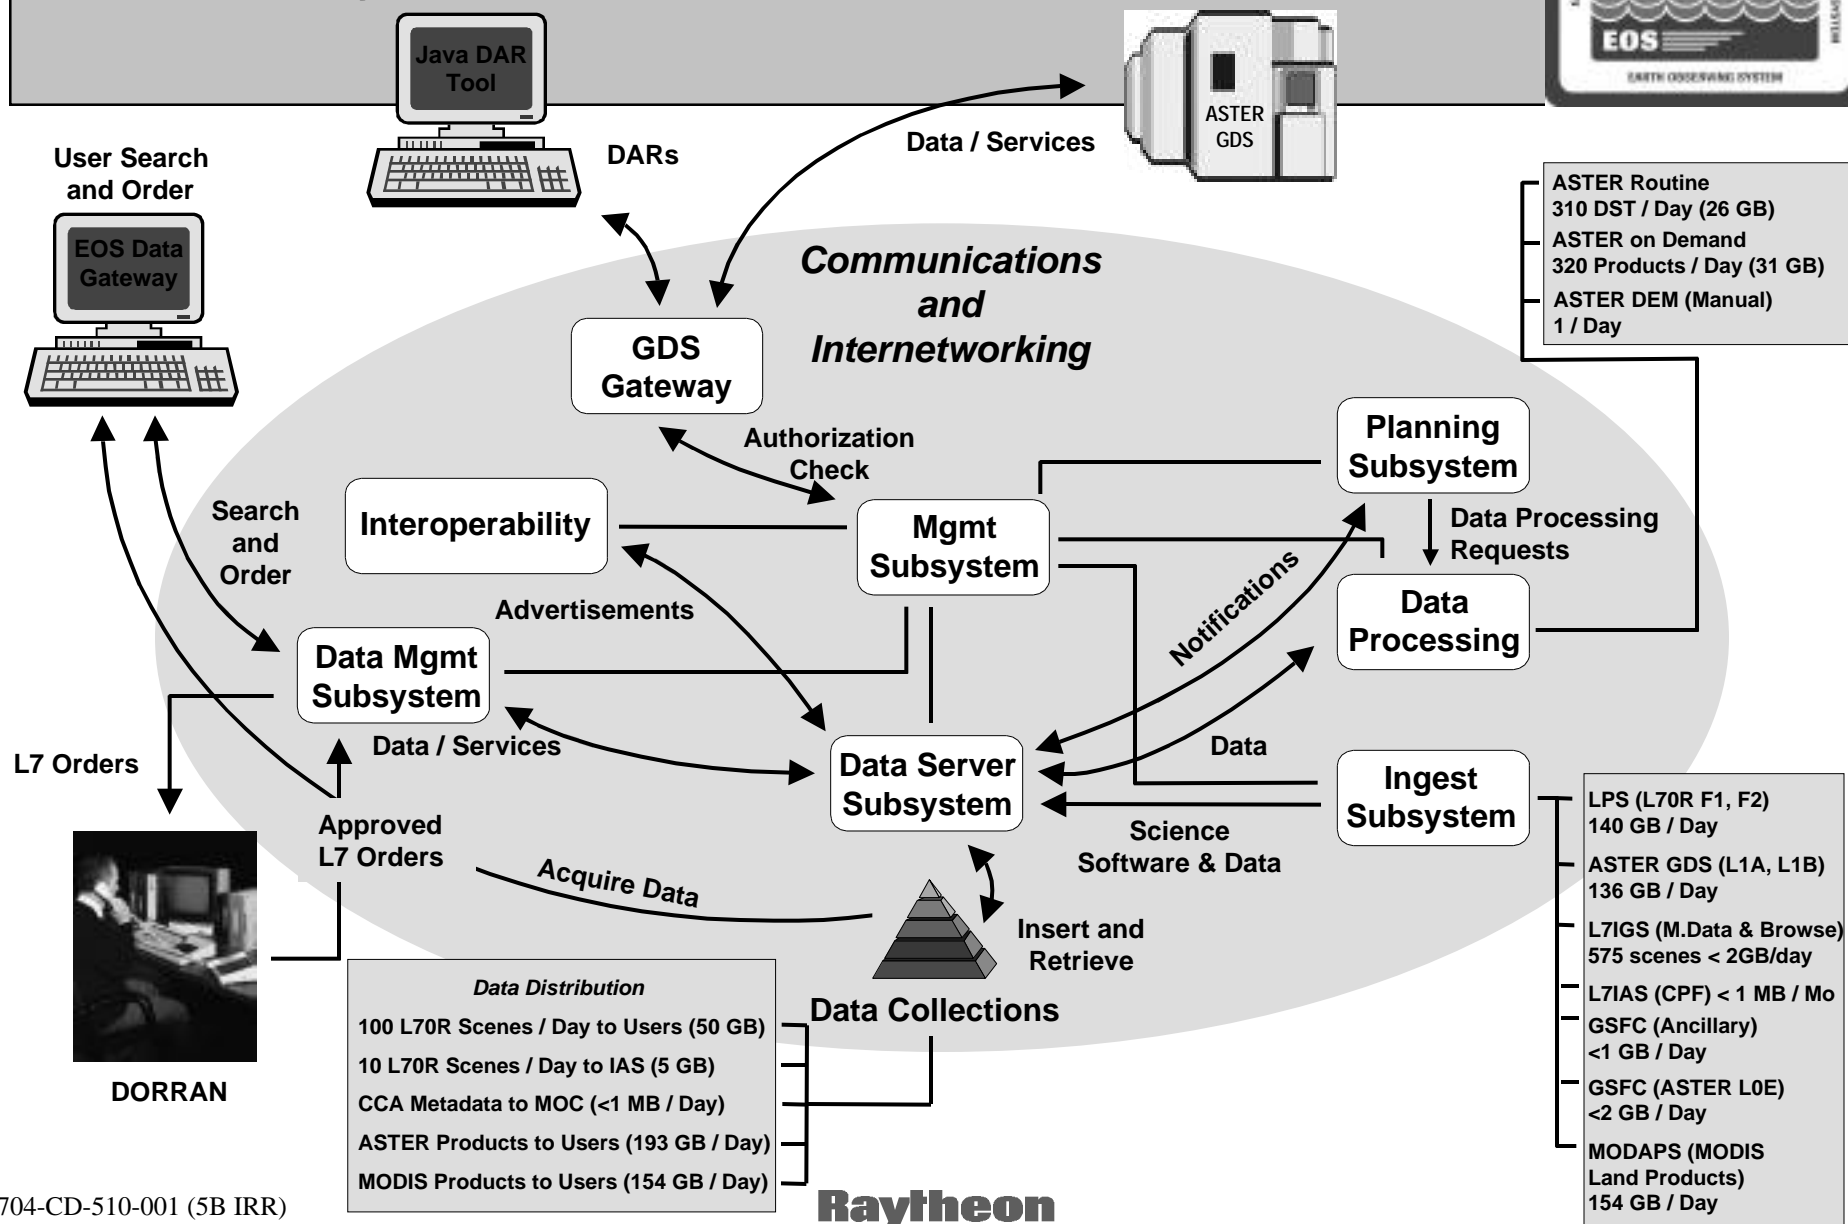 Java DAR
Tool
ASTER
GDS
EOS
EARTH OBSERVING SYSTEM
DARs
Data / Services
User Search
and Order
EOS Data
Gateway
ASTER Routine
310 DST / Day (26 GB)
ASTER on Demand
320 Products / Day (31 GB)
ASTER DEM (Manual)
1 / Day
Communications
and
Internetworking
GDS
Gateway
Authorization
Check
Planning
Subsystem
Search
and
Order
Interoperability
Mgmt
Subsystem
Data Processing
Requests
Advertisements
Notifications
Data
Processing
Data Mgmt
Subsystem
Data / Services
L7 Orders
Data Server
Subsystem
Data
Ingest
Subsystem
Approved
L7 Orders
Science
Software & Data
Acquire Data
Insert and
Retrieve
Data Collections
LPS (L70R F1, F2)
140 GB / Day
ASTER GDS (L1A, L1B)
136 GB / Day
L7IGS (M.Data & Browse)
575 scenes < 2GB/day
L7IAS (CPF) < 1 MB / Mo
GSFC (Ancillary)
<1 GB / Day
GSFC (ASTER L0E)
<2 GB / Day
MODAPS (MODIS
Land Products)
154 GB / Day
DORRAN
Data Distribution
100 L70R Scenes / Day to Users (50 GB)
10 L70R Scenes / Day to IAS (5 GB)
CCA Metadata to MOC (<1 MB / Day)
ASTER Products to Users (193 GB / Day)
MODIS Products to Users (154 GB / Day)
704-CD-510-001 (5B IRR)
Raytheon